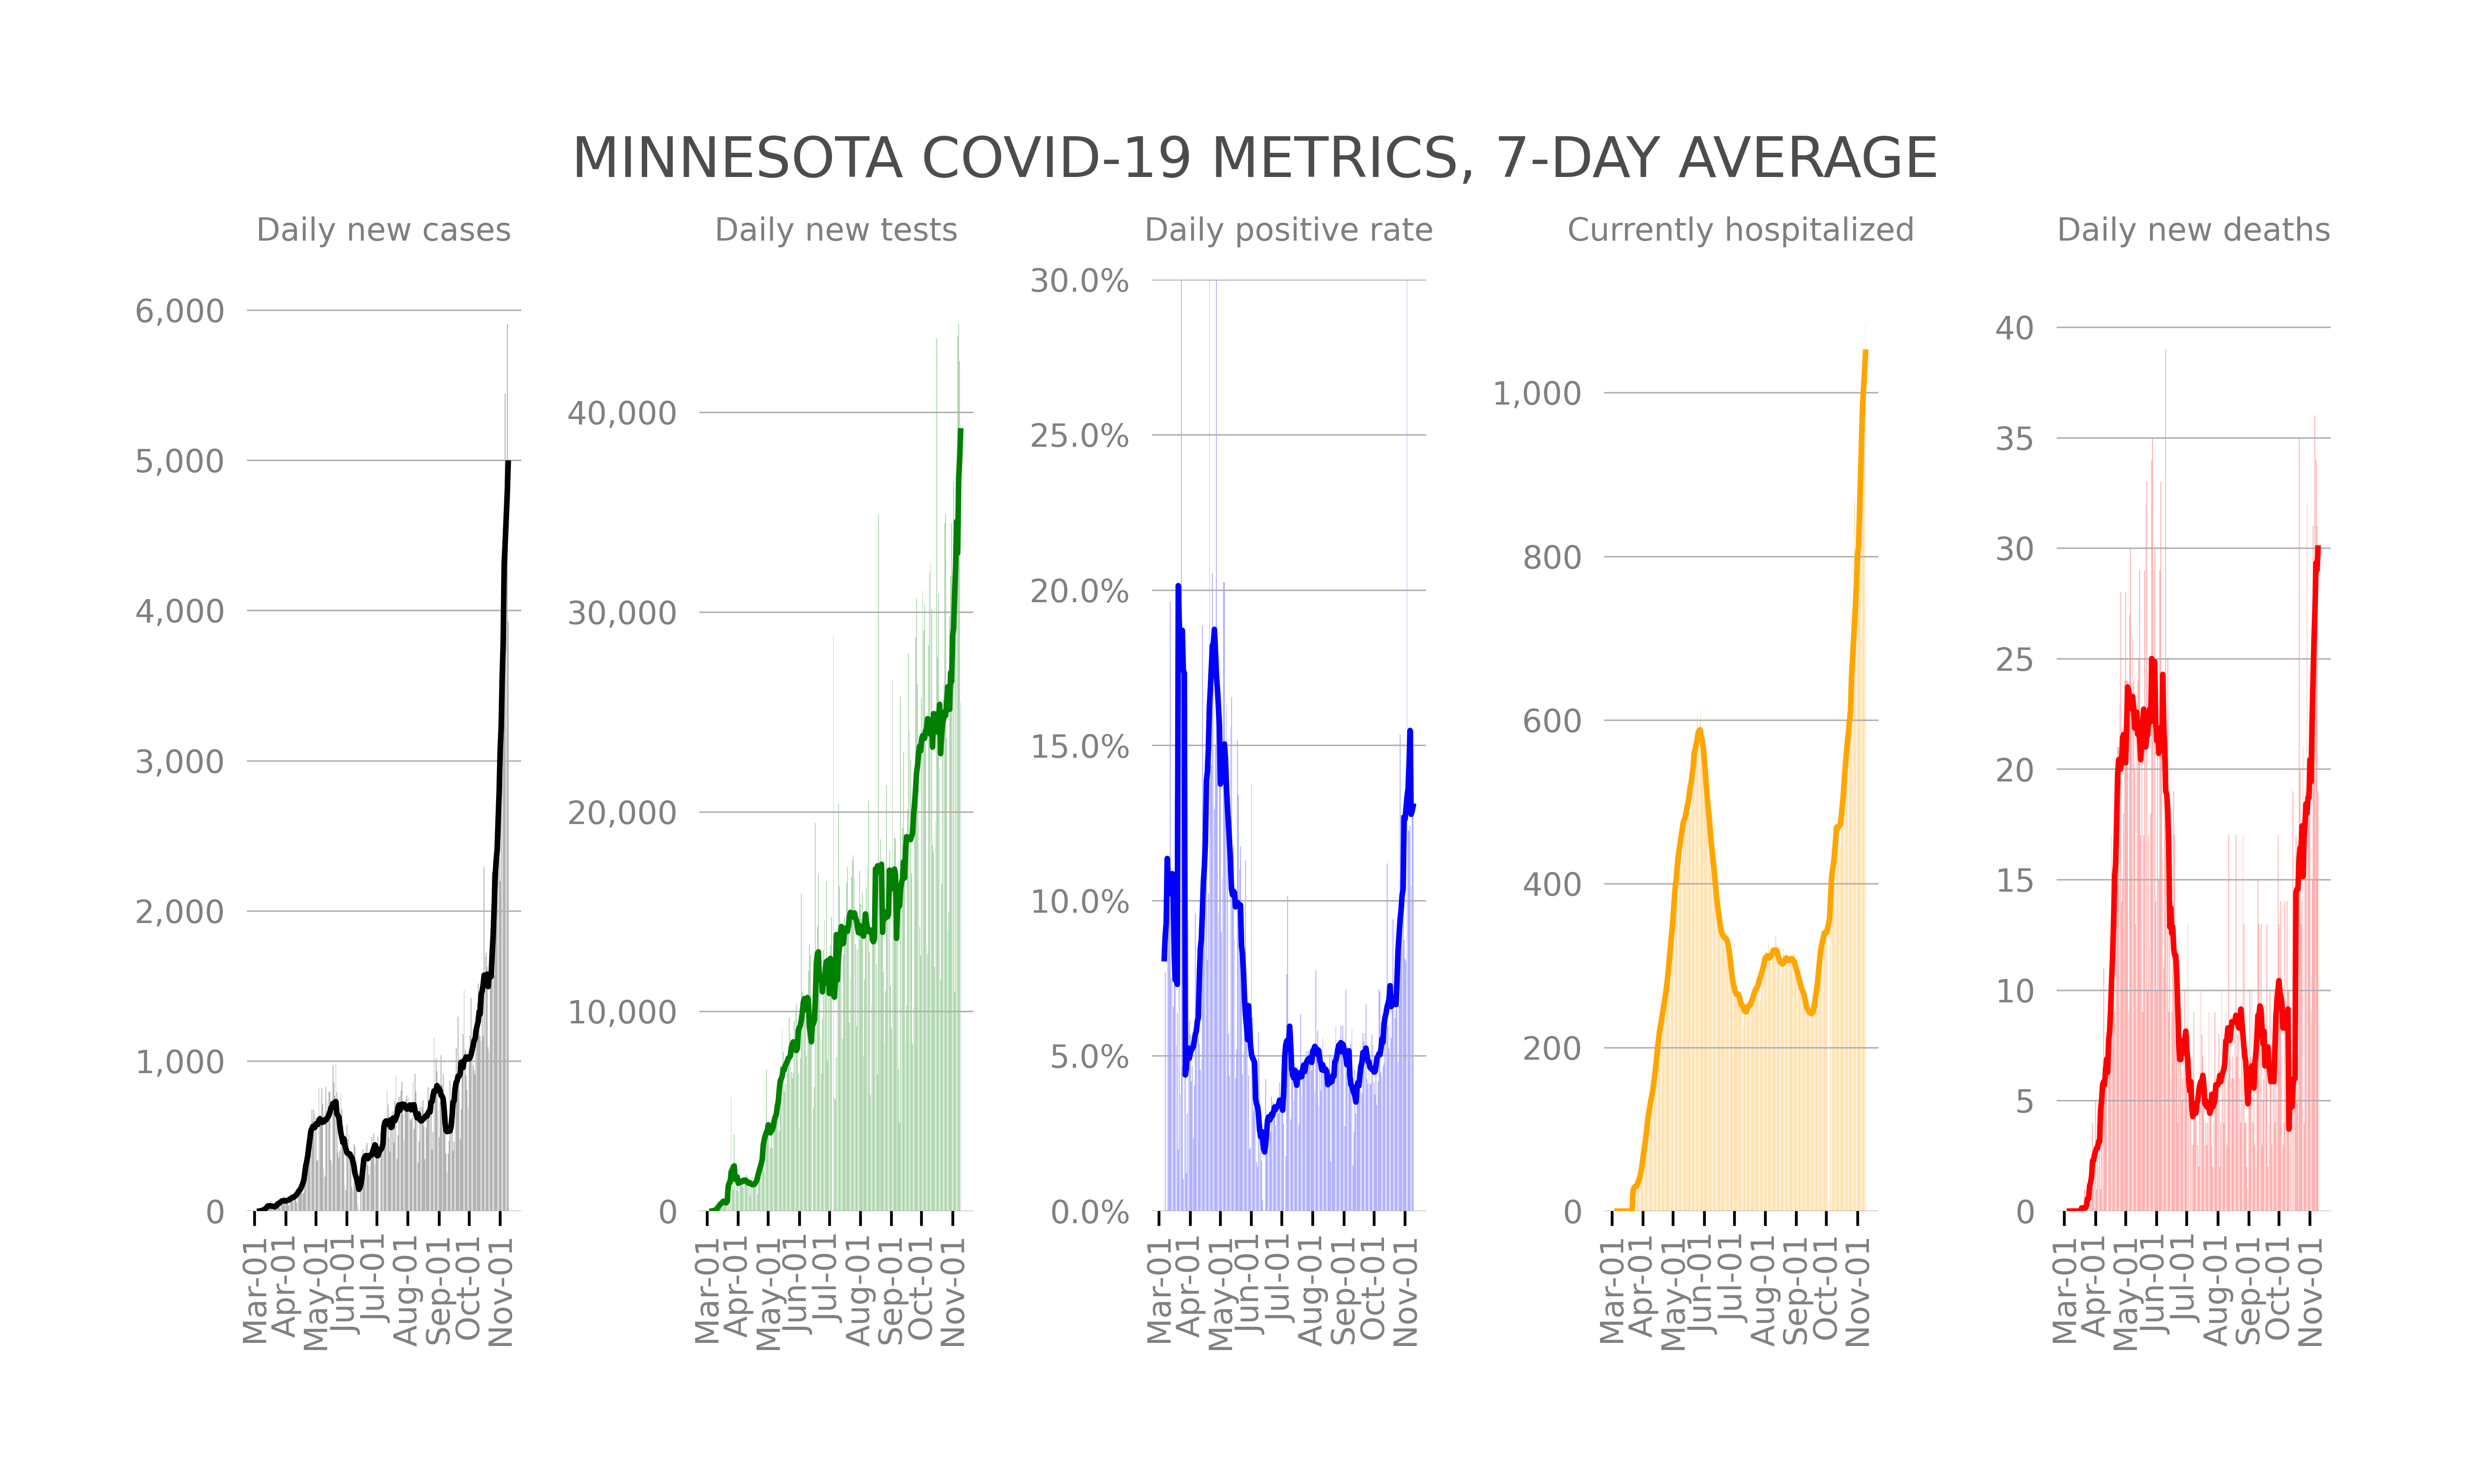 MINNESOTA COVID-19 METRICS, 7-DAY AVERAGE
Daily new cases
6,000
5,000
4,000
3,000
2,000
1,000
0
Mar-01
Apr-01
May-01
Jun-01
Jul-01
Aug-01
Sep-01
Oct-01
Nov-01
Daily new tests
40,000
30,000
20,000
10,000
0
Mar-01
Apr-01
May-01
Jun-01
Jul-01
Aug-01
Sep-01
Oct-01
Nov-01
Daily positive rate
30.0%
25.0%
20.0%
15.0%
10.0%
5.0%
0.0%
Mar-01
Apr-01
May-01
Jun-01
Jul-01
Aug-01
Sep-01
Oct-01
Nov-01
Currently hospitalized
1,000
800
600
400
200
0
Mar-01
Apr-01
May-01
Jun-01
Jul-01
Aug-01
Sep-01
Oct-01
Nov-01
Daily new deaths
40
35
30
25
20
15
10
5
0
Mar-01
Apr-01
May-01
Jun-01
Jul-01
Aug-01
Sep-01
Oct-01
Nov-01